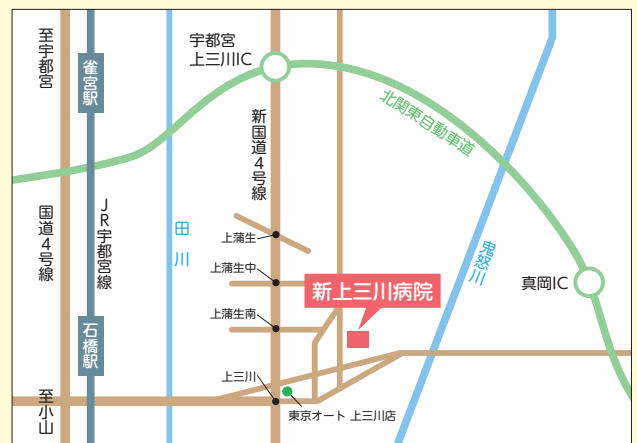 至宇都宮
雀宮駅
宇都宮
上三川IC
北関東自動車道
新国道4号線
国道4号線
JR宇都宮線
田川
上蒲生
上蒲生中
鬼怒川
真岡IC
新上三川病院
上蒲生南
石橋駅
上三川
東京オート 上三川店
至小山